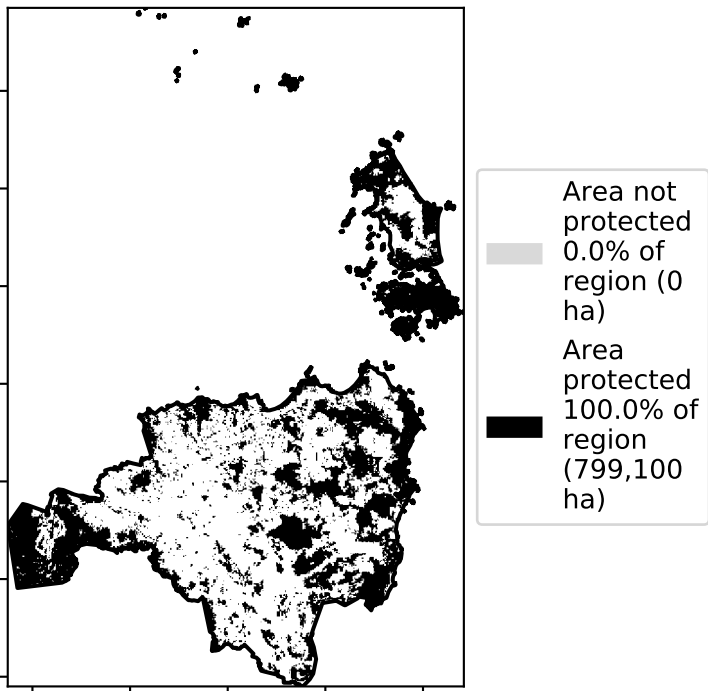 Area not
protected
0.0% of
region (0
ha)
Area
protected
100.0% of
region
(799,100
ha)